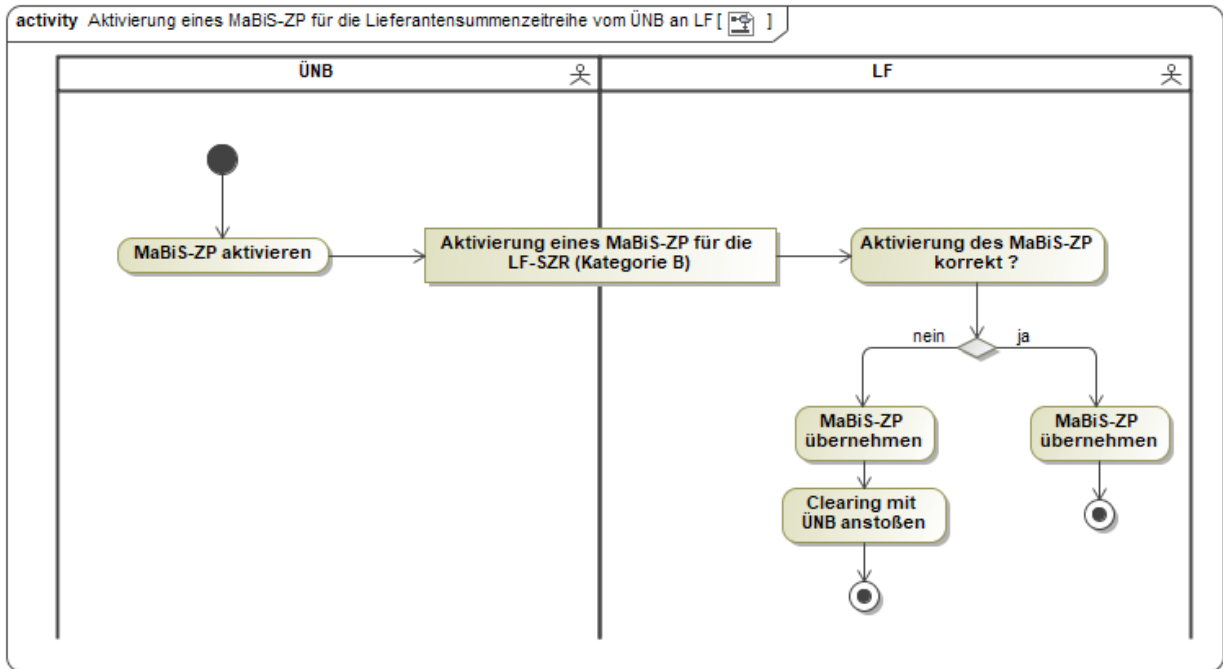 activity Aktivierung eines MaBiS-ZP für die Lieferantensummenzeitreihe vom ÜNB an LF [ ]
ÜNB
LF
MaBiS-ZP aktivieren
Aktivierung eines MaBiS-ZP für die
LF-SZR (Kategorie B)
Aktivierung des MaBiS-ZP
korrekt ?
nein
ja
MaBiS-ZP
übernehmen
MaBiS-ZP
übernehmen
Clearing mit
ÜNB anstoßen